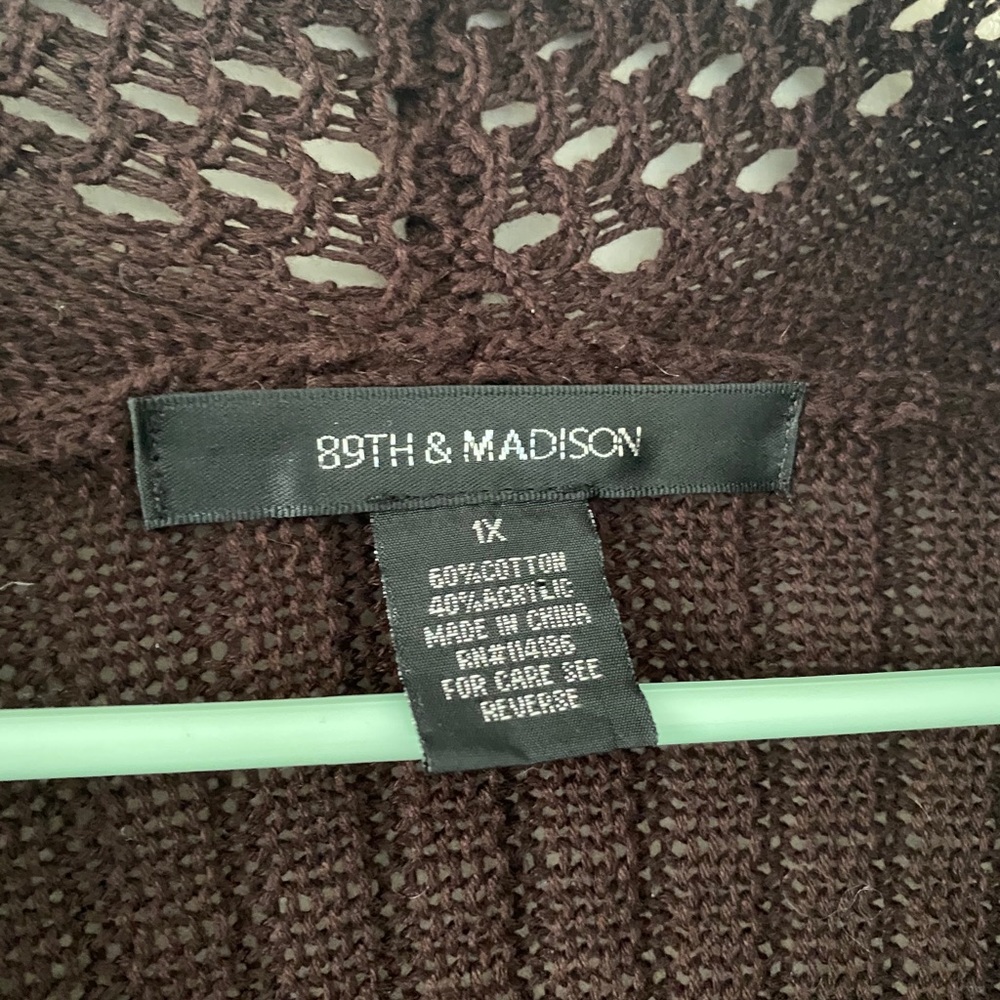 89TH & MADISON
1X
60%COTTON
40%ACRYLIC
MADE IN CHINA
RN#114186
FOR CARE SEE
REVERSE